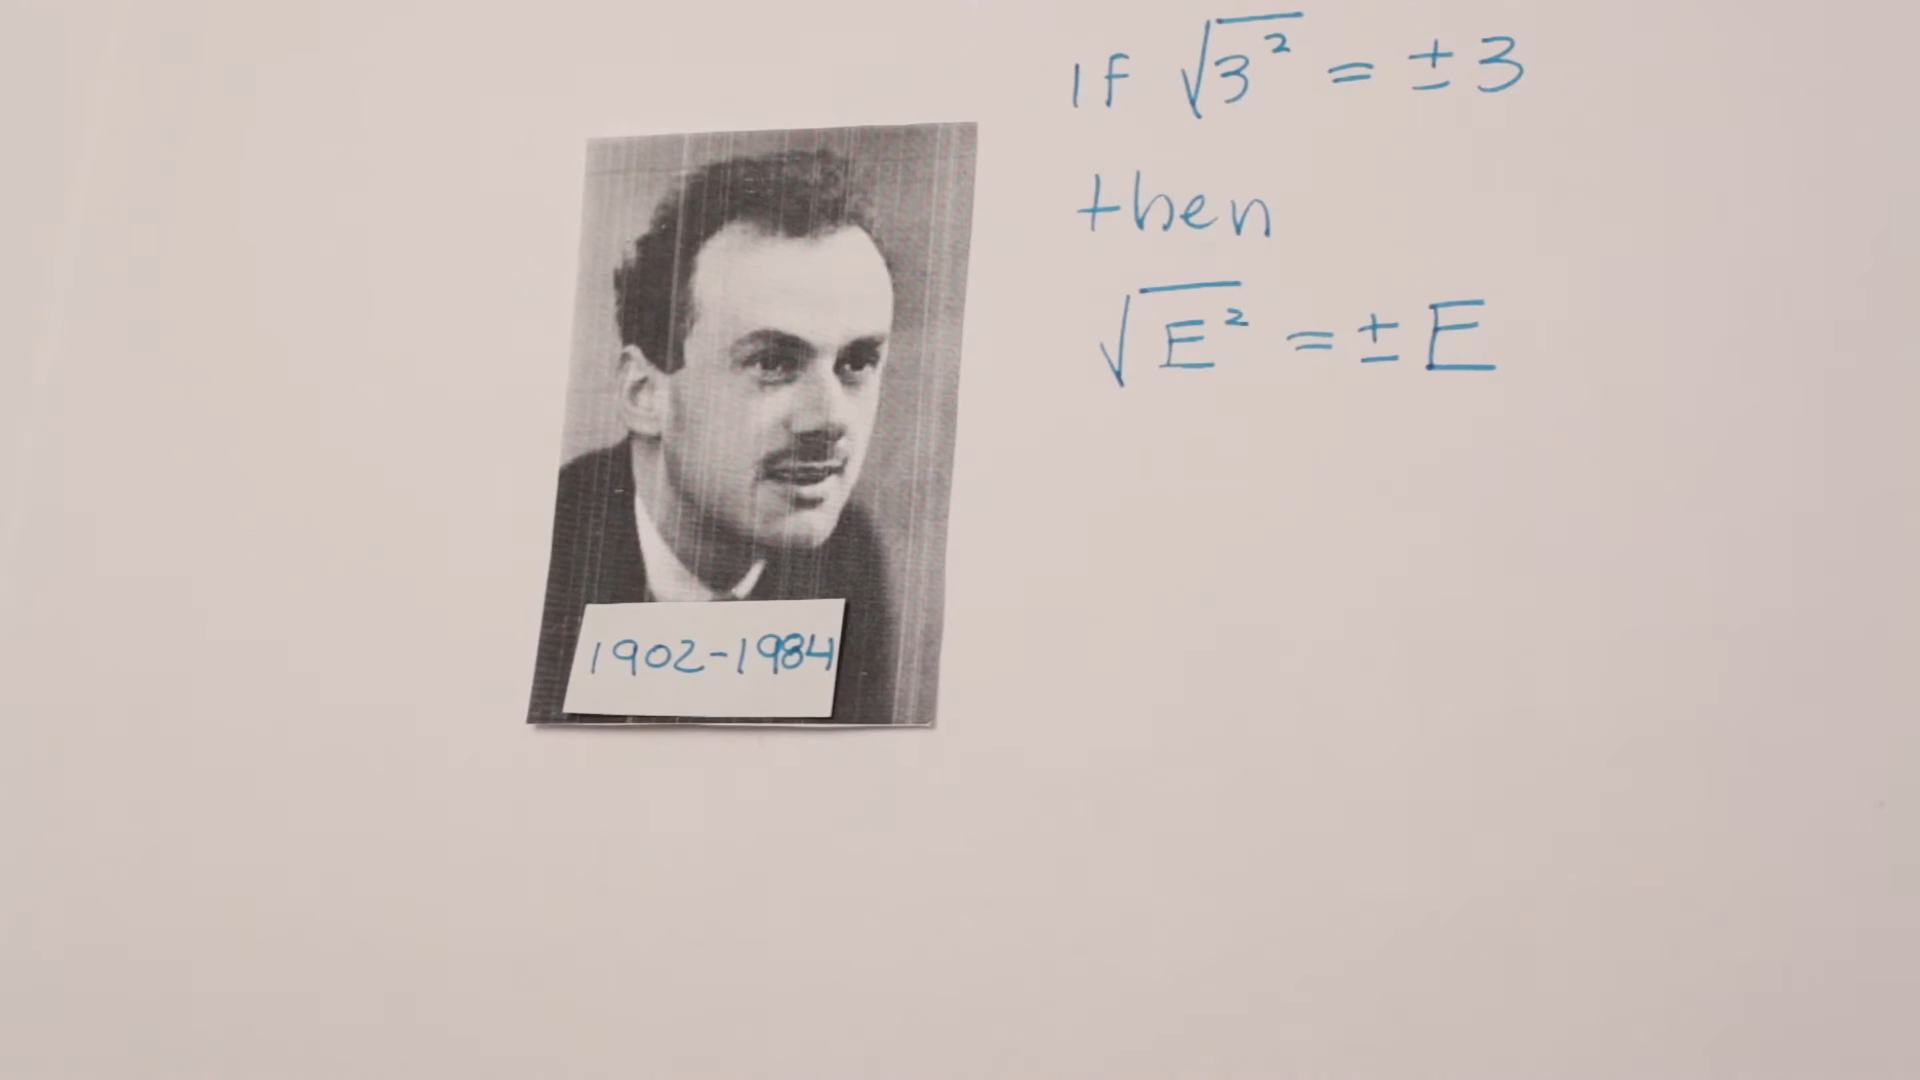 If √3² = ±3
then
√E² = ±E
1902-1984